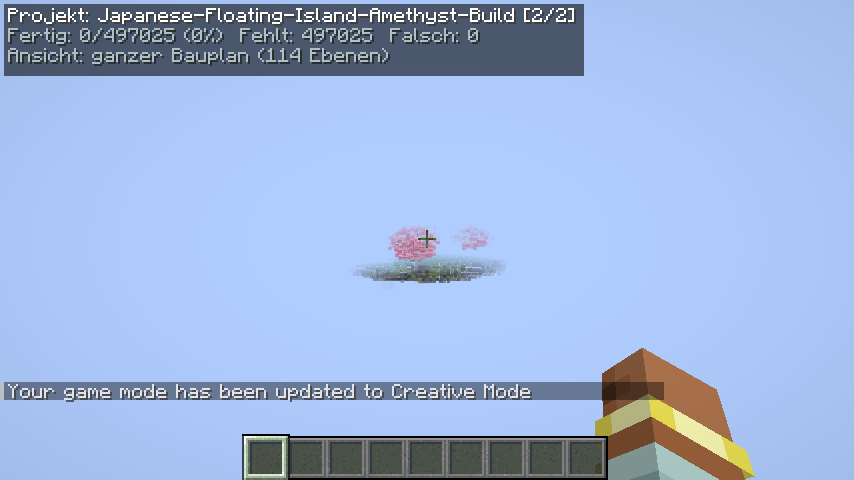 Projekt: Japanese-Floating-Island-Amethyst-Build [2/2]
Fertig: 0/497025 (0%) Fehlt: 497025 Falsch: 0
Ansicht: ganzer Bauplan (114 Ebenen)
Your game mode has been updated to Creative Mode